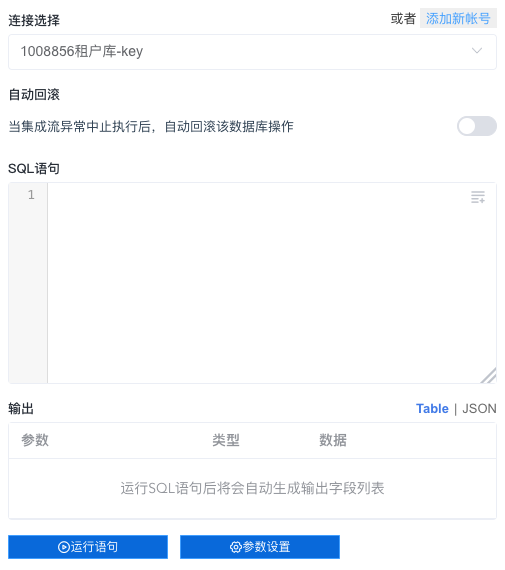 连接选择 或者 添加新帐号
1008856租户库-key
自动回滚
当集成流异常中止执行后，自动回滚该数据库操作
SQL语句
1
输出 Table | JSON
参数 类型 数据
运行SQL语句后将会自动生成输出字段列表
运行语句 参数设置